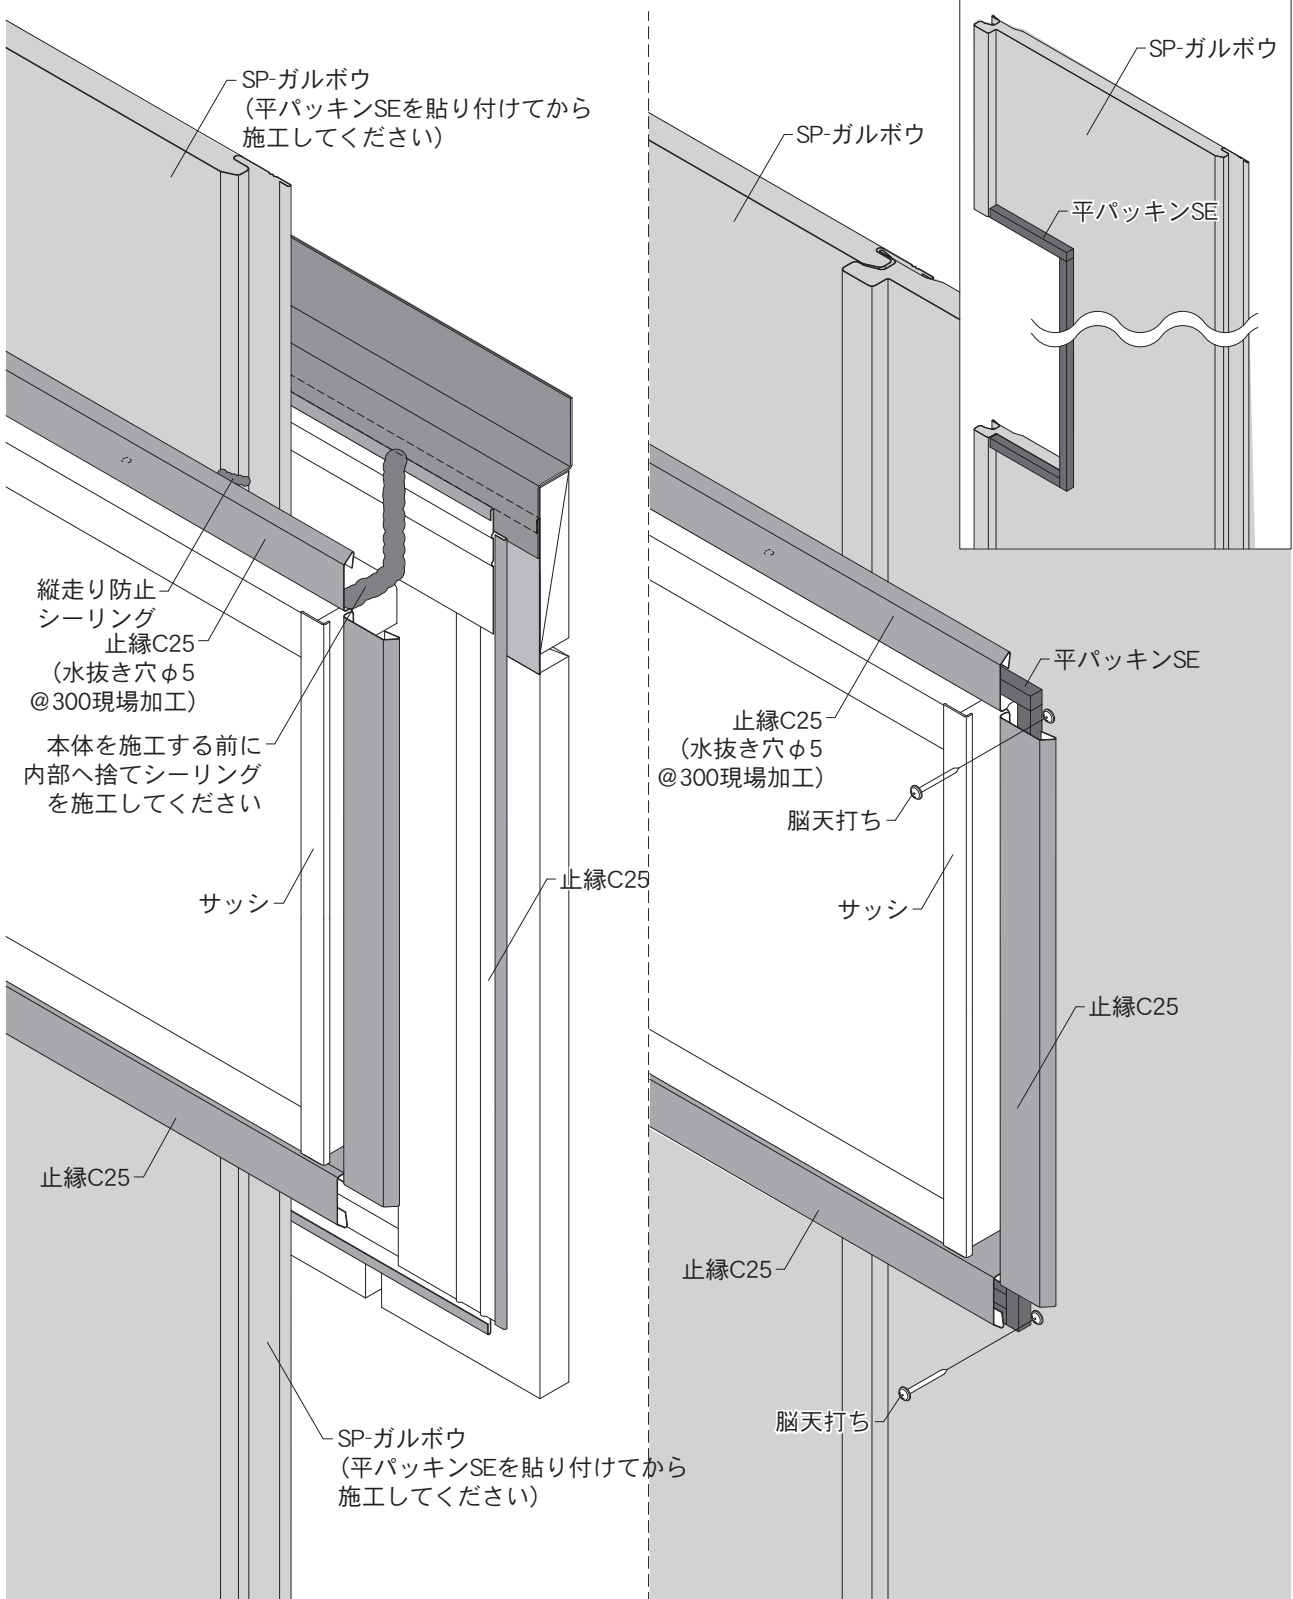 SP-ガルボウ
（平パッキンSEを貼り付けてから
施工してください）
縦走り防止
シーリング
止縁C25
（水抜き穴φ5
＠300現場加工）
本体を施工する前に
内部へ捨てシーリング
を施工してください
サッシ
止縁C25
止縁C25
SP-ガルボウ
（平パッキンSEを貼り付けてから
施工してください）
SP-ガルボウ
SP-ガルボウ
平パッキンSE
平パッキンSE
止縁C25
（水抜き穴φ5
＠300現場加工）
脳天打ち
サッシ
止縁C25
止縁C25
脳天打ち